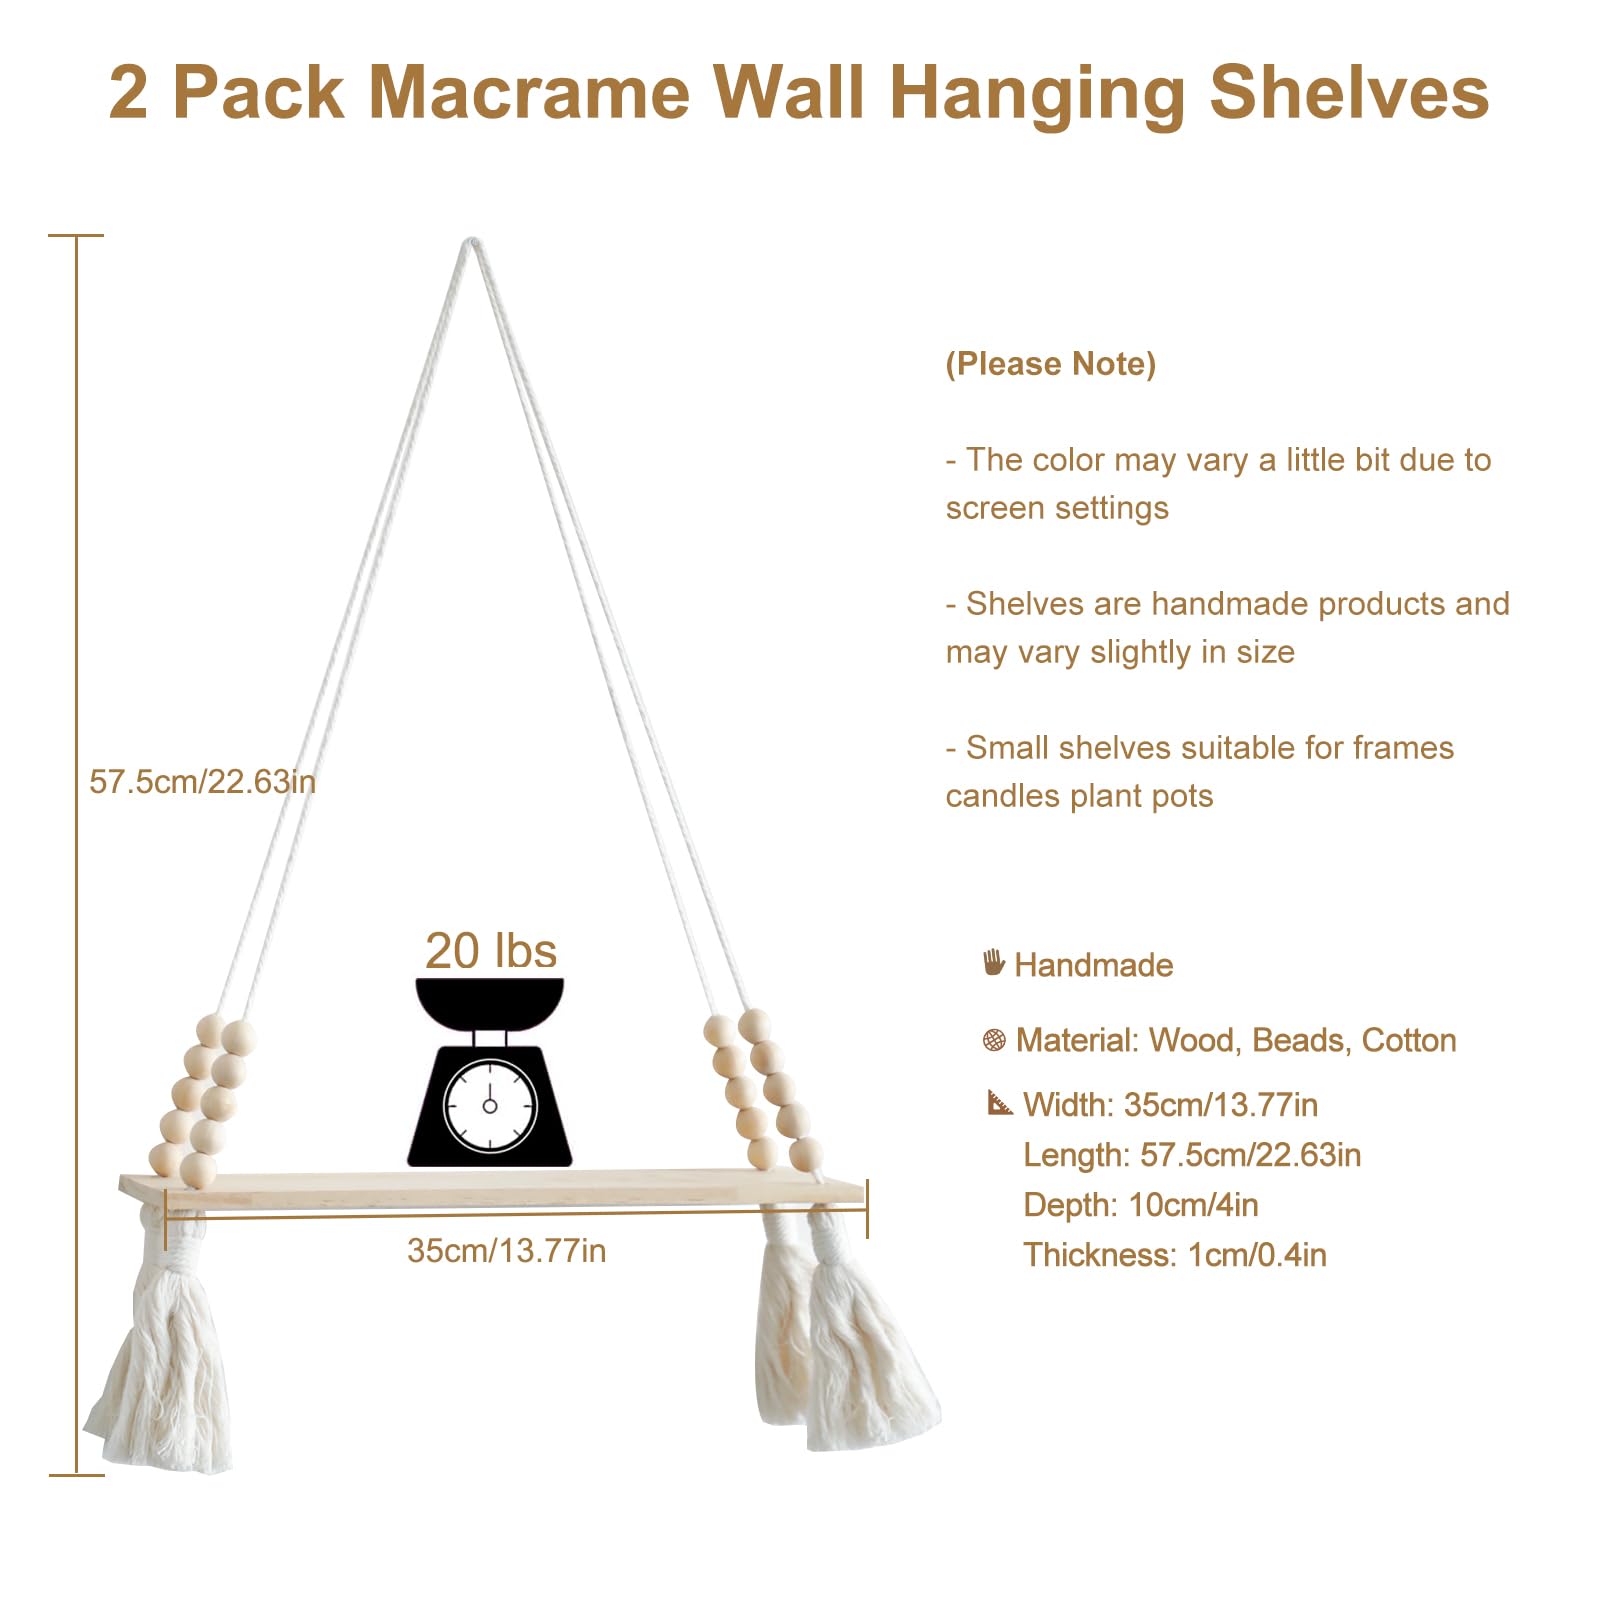 2 Pack Macrame Wall Hanging Shelves
(Please Note)
- The color may vary a little bit due to
screen settings
- Shelves are handmade products and
may vary slightly in size
- Small shelves suitable for frames
candles plant pots
57.5cm/22.63in
20 lbs
35cm/13.77in
Handmade
Material: Wood, Beads, Cotton
Width: 35cm/13.77in
Length: 57.5cm/22.63in
Depth: 10cm/4in
Thickness: 1cm/0.4in